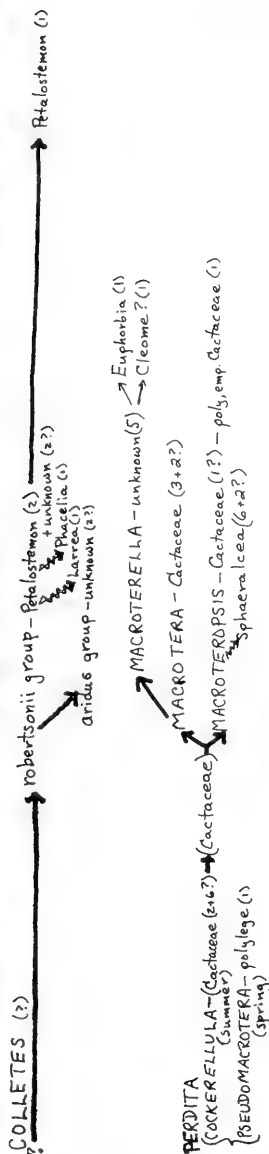 COLLETES (?)
?
robertsonii group - Petalostemon (2)
+ unknown (2?)
Phacelia (1)
Larrea (1)
Petalostemon (1)
aridus group - unknown (2?)
MACROTERELLA - unknown (5)
Euphorbia (1)
Cleome? (1)
MACROTERA - Cactaceae (3+2?)
PERDITA
COCKERELLULA - (Cactaceae (2+6?)
(summer)
(Cactaceae)
MACROTEROPSIS - Cactaceae (1?) - poly, emp. Cactaceae (1)
Sphaeralcea (6+2?)
PSEUDOMACROTERA - polylege (1)
(spring)